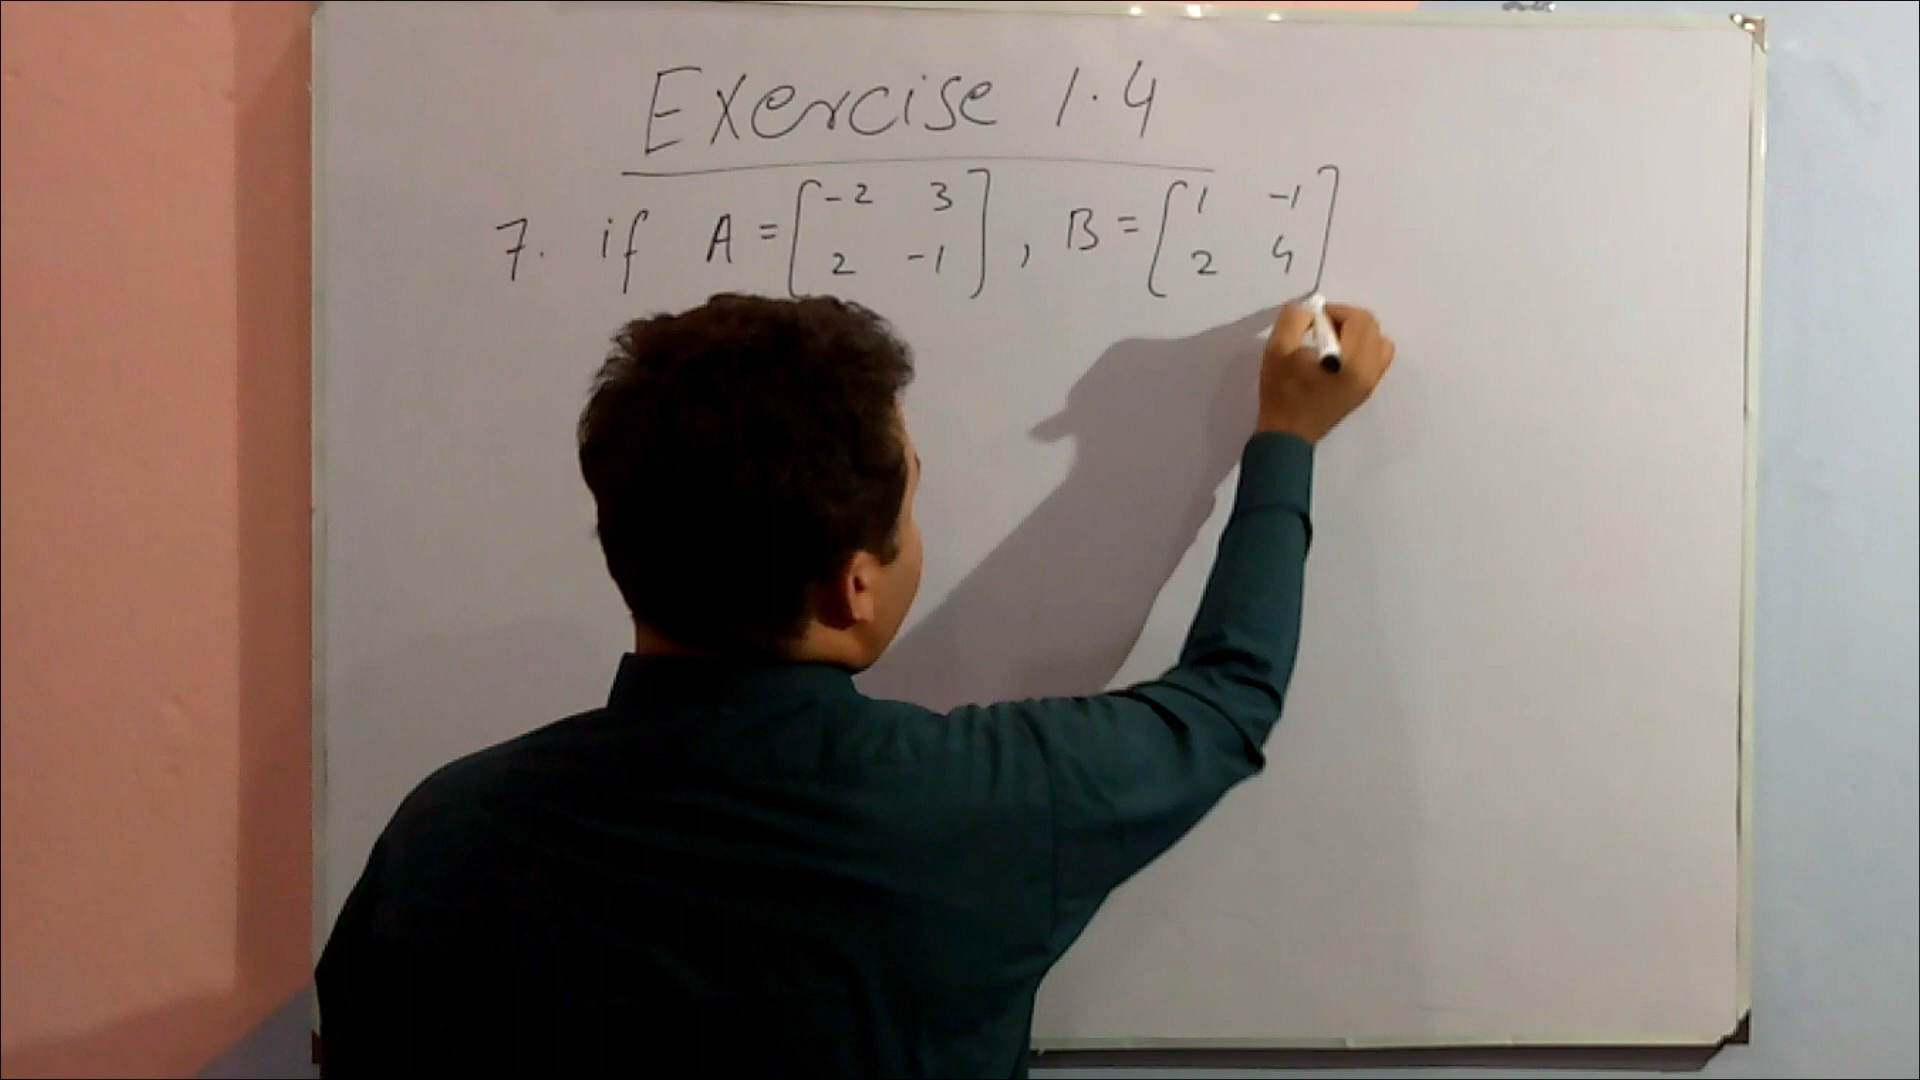 Exercise 1.4
7. if A = [-2 3], B = [1 -1]
[2 -1] [2 4]